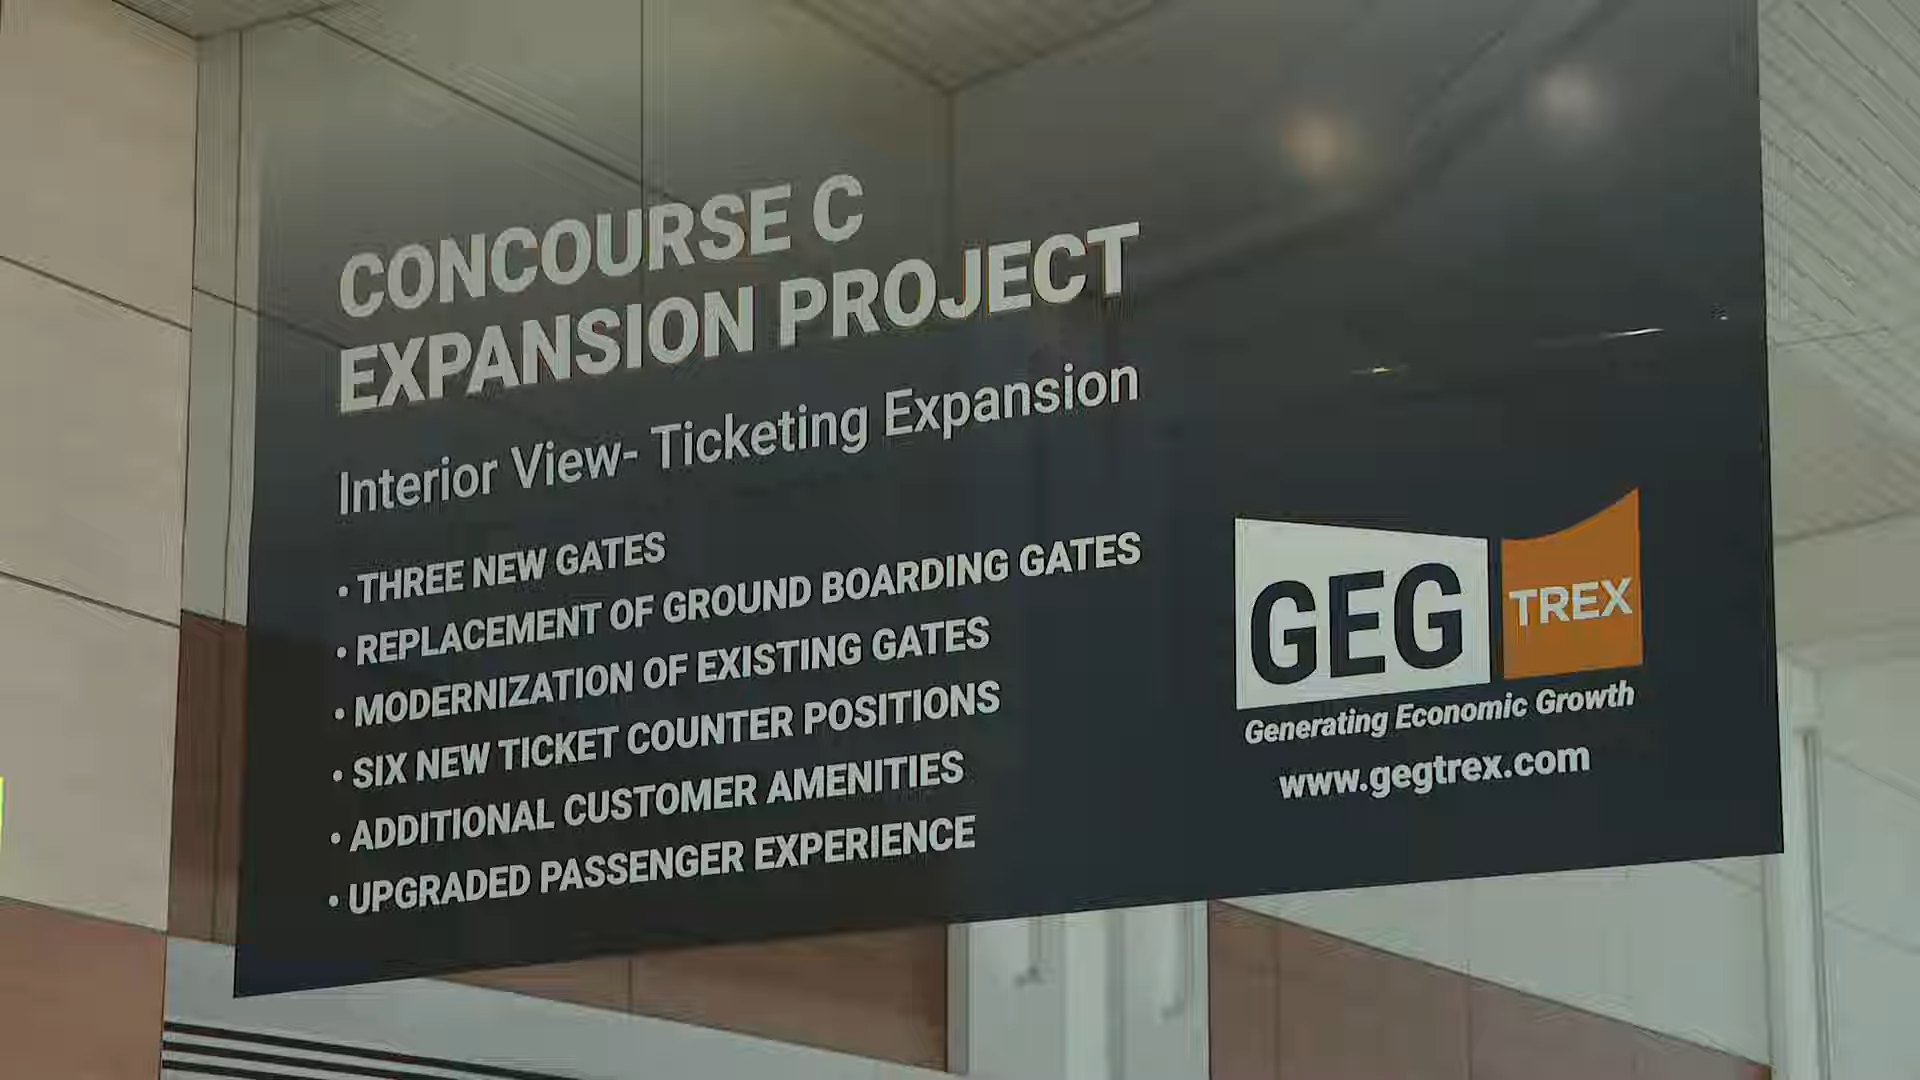 CONCOURSE C
EXPANSION PROJECT
Interior View- Ticketing Expansion
• THREE NEW GATES
• REPLACEMENT OF GROUND BOARDING GATES
• MODERNIZATION OF EXISTING GATES
• SIX NEW TICKET COUNTER POSITIONS
• ADDITIONAL CUSTOMER AMENITIES
• UPGRADED PASSENGER EXPERIENCE
GEG TREX
Generating Economic Growth
www.gegtrex.com